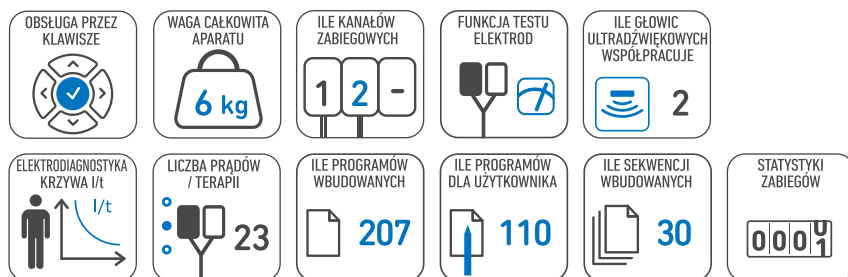 OBSŁUGA PRZEZ
KLAWISZE
WAGA CAŁKOWITA
APARATU
6 kg
ILE KANAŁÓW
ZABIEGOWYCH
1 2 -
FUNKCJA TESTU
ELEKTROD
ILE GŁOWIC
ULTRADŹWIĘKOWYCH
WSPÓŁPRACUJE
2
ELEKTRODIAGNOSTYKA
KRZYWA I/t
I/t
LICZBA PRĄDÓW
/ TERAPII
23
ILE PROGRAMÓW
WBUDOWANYCH
207
ILE PROGRAMÓW
DLA UŻYTKOWNIKA
110
ILE SEKWENCJI
WBUDOWANYCH
30
STATYSTYKI
ZABIEGÓW
0001